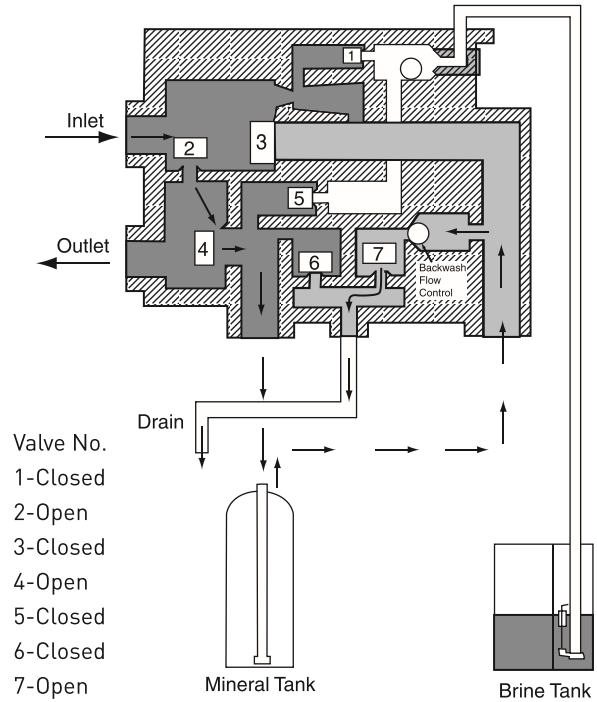 1
Inlet
2
3
5
Outlet
4
6
7
Backwash
Flow
Control
Drain
Valve No.
1-Closed
2-Open
3-Closed
4-Open
5-Closed
6-Closed
7-Open
Mineral Tank
Brine Tank